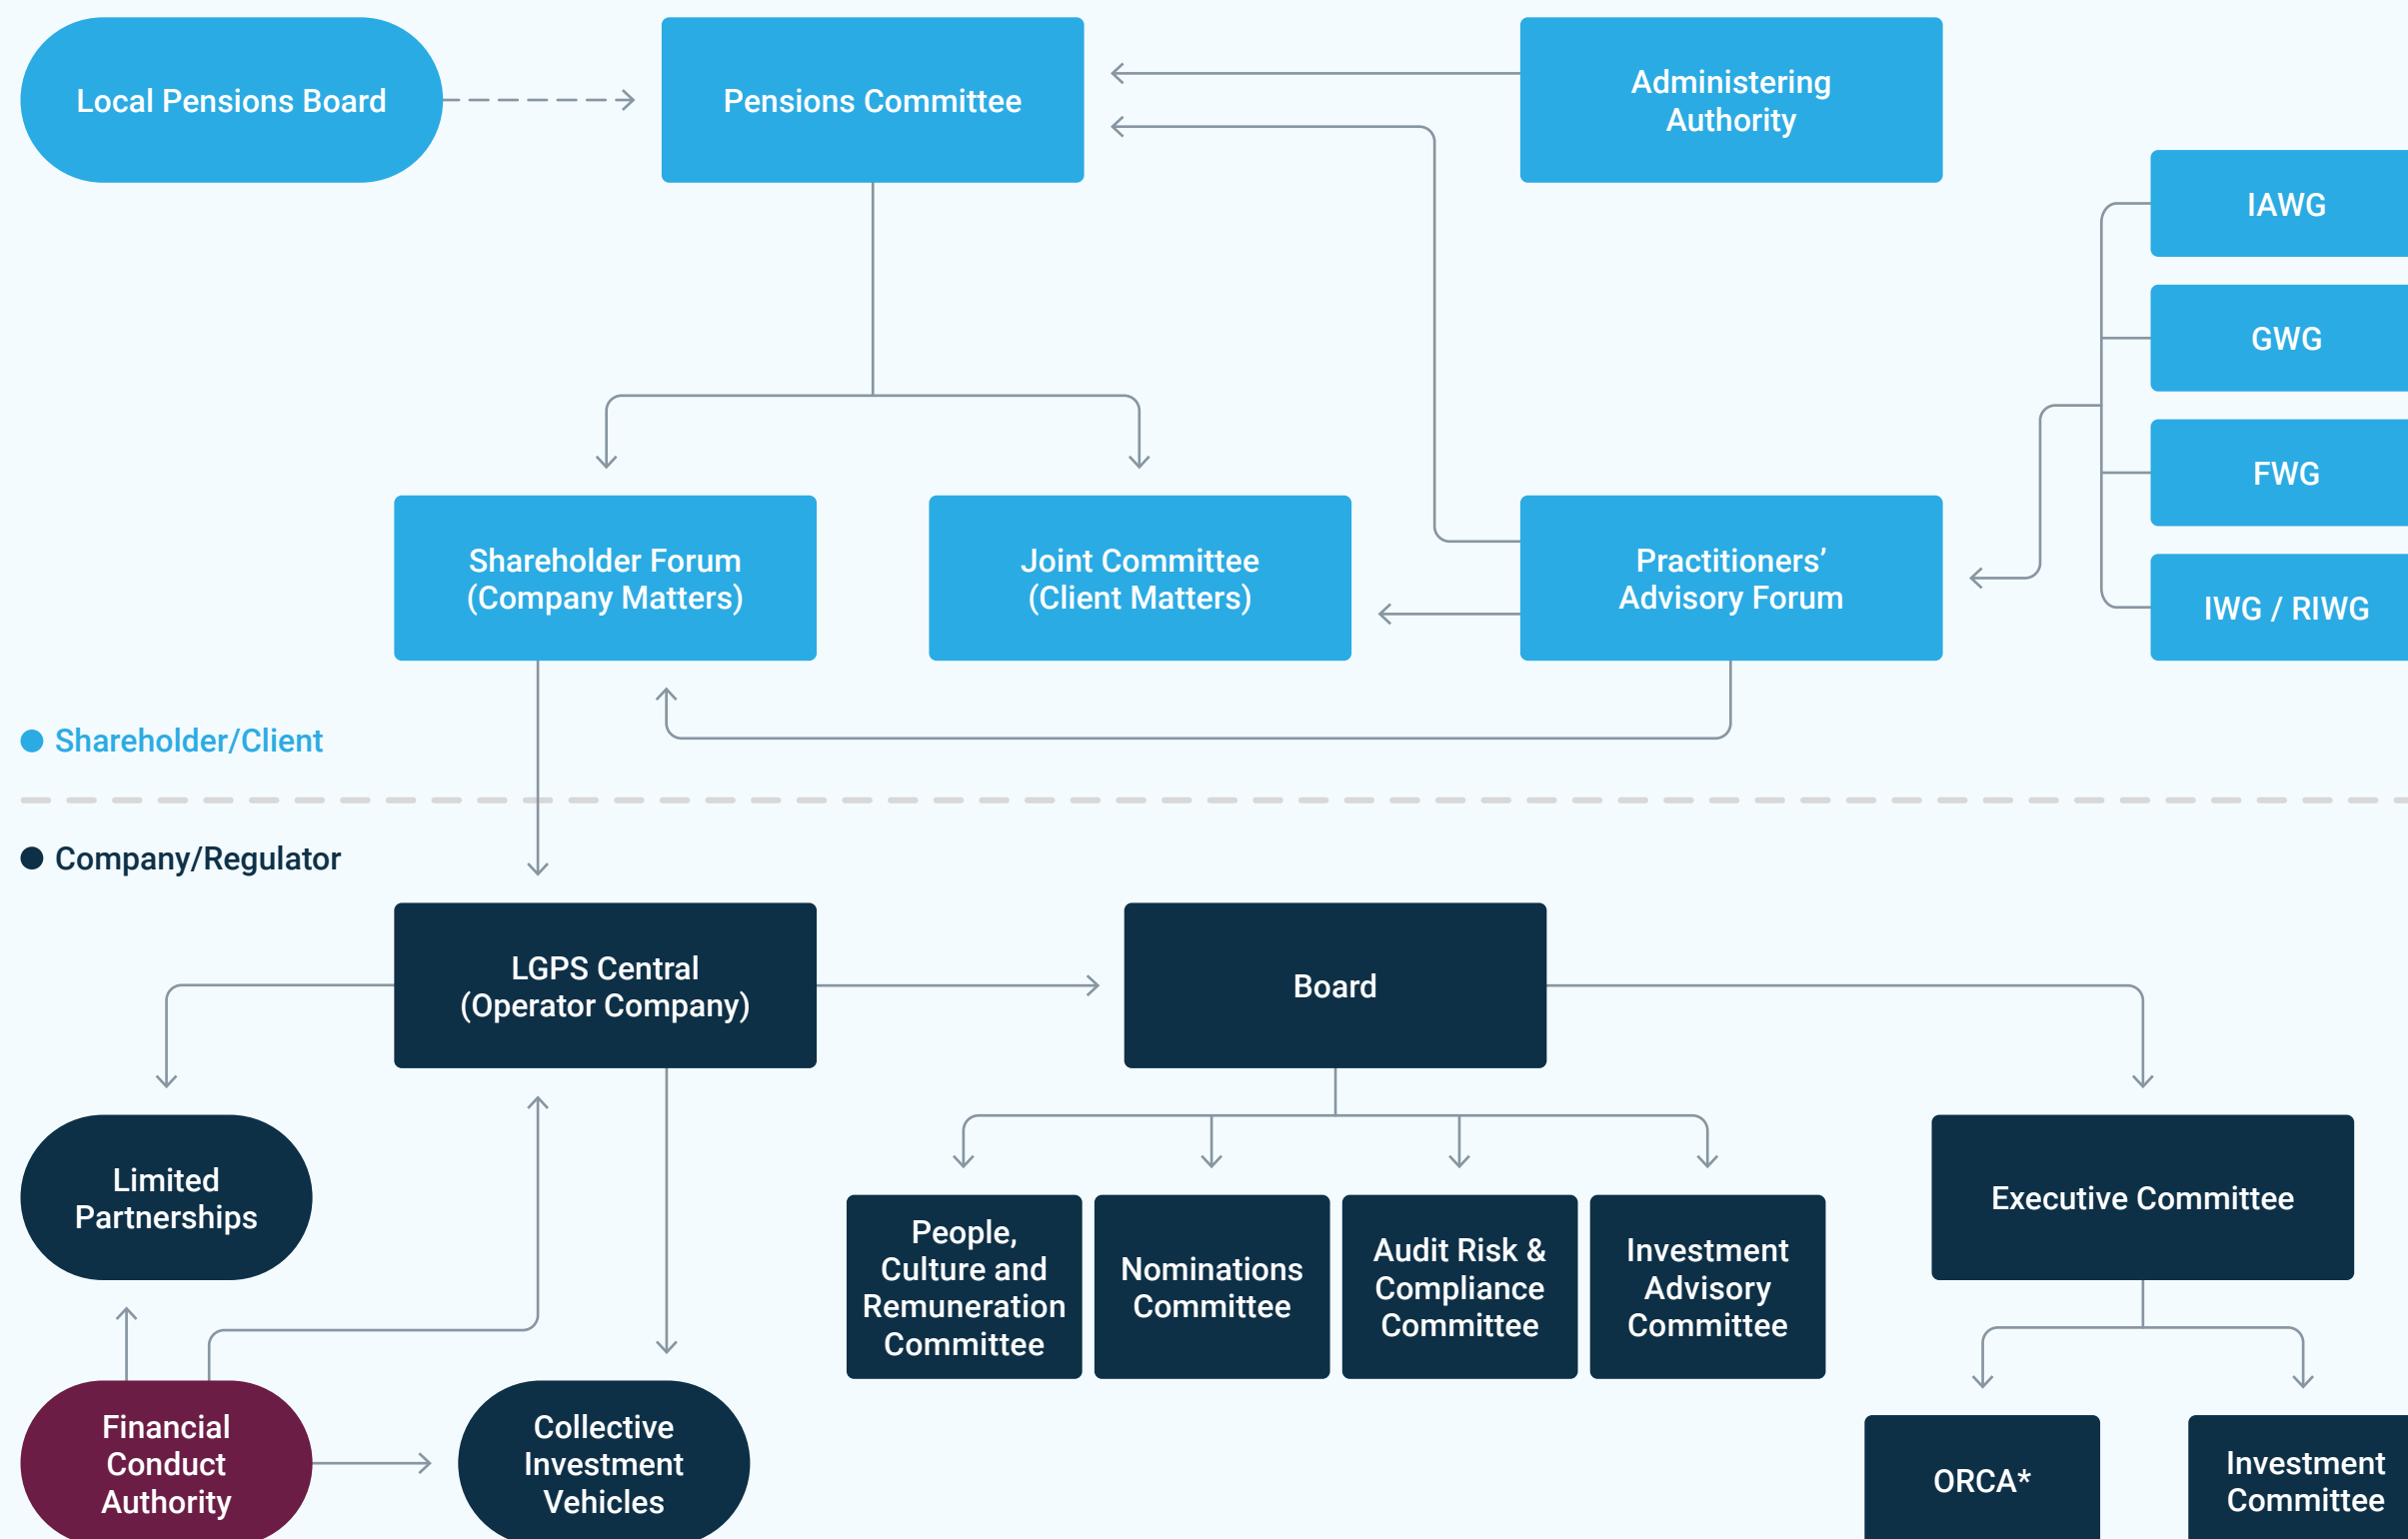 Local Pensions Board
Pensions Committee
Administering
Authority
IAWG
GWG
FWG
IWG / RIWG
Shareholder Forum
(Company Matters)
Joint Committee
(Client Matters)
Practitioners’
Advisory Forum
Shareholder/Client
Company/Regulator
LGPS Central
(Operator Company)
Board
Limited
Partnerships
People,
Culture and
Remuneration
Committee
Nominations
Committee
Audit Risk &
Compliance
Committee
Investment
Advisory
Committee
Executive Committee
Financial
Conduct
Authority
Collective
Investment
Vehicles
ORCA*
Investment
Committee